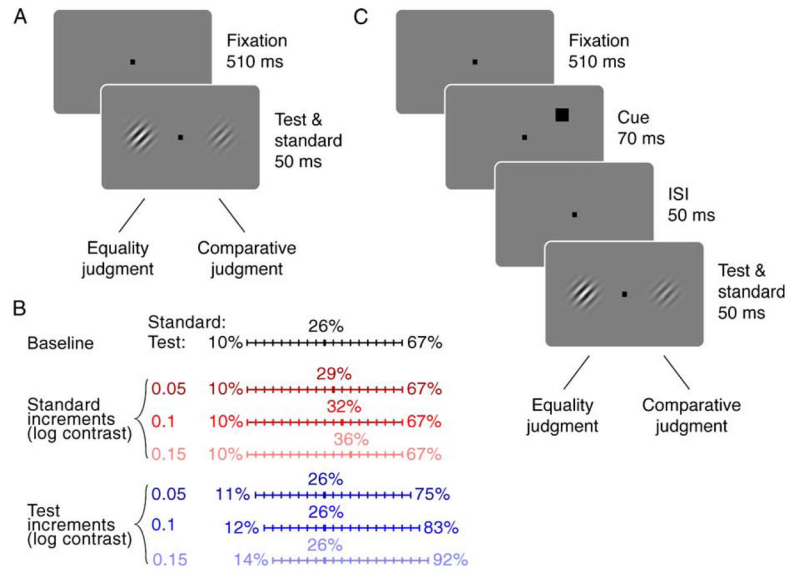 A
Fixation
510 ms
Test &
standard
50 ms
Equality
judgment
Comparative
judgment
B
Baseline
Standard:
Test:
26%
10%
67%
Standard
increments
(log contrast)
0.05
29%
10%
67%
0.1
32%
10%
67%
0.15
36%
10%
67%
Test
increments
(log contrast)
0.05
26%
11%
75%
0.1
26%
12%
83%
0.15
26%
14%
92%
C
Fixation
510 ms
Cue
70 ms
ISI
50 ms
Test &
standard
50 ms
Equality
judgment
Comparative
judgment